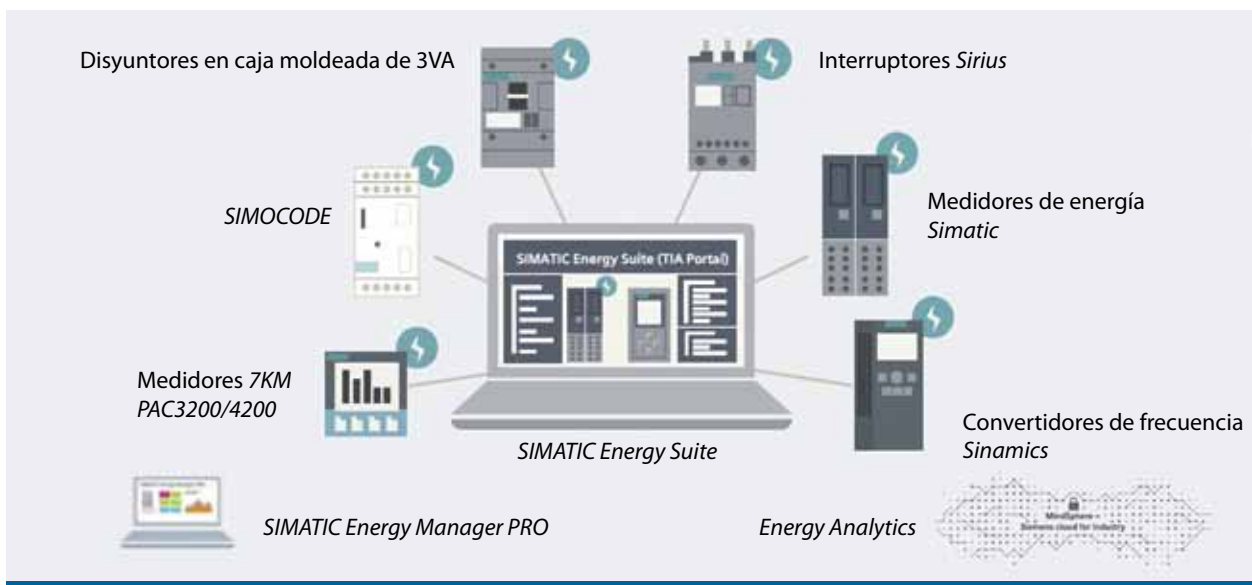 Disyuntores en caja moldeada de 3VA
Interruptores Sirius
SIMOCODE
Medidores de energía
Simatic
SIMATIC Energy Suite (TIA Portal)
Medidores 7KM
PAC3200/4200
Convertidores de frecuencia
Sinamics
SIMATIC Energy Suite
SIMATIC Energy Manager PRO
Energy Analytics
MindSphere –
Siemens cloud for industry